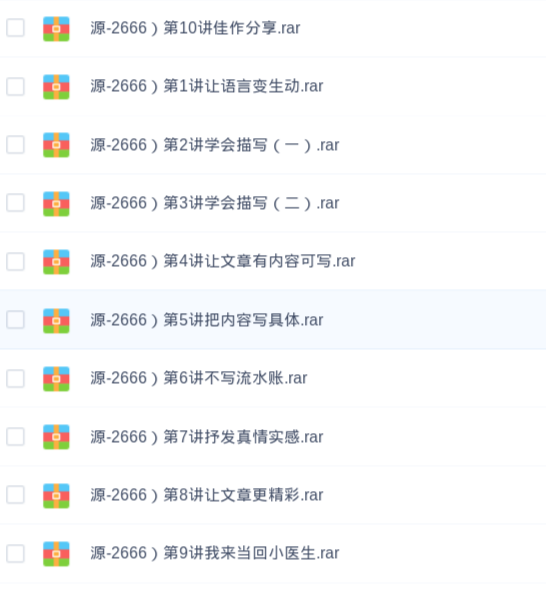 源-2666）第10讲佳作分享.rar
源-2666）第1讲让语言变生动.rar
源-2666）第2讲学会描写（一）.rar
源-2666）第3讲学会描写（二）.rar
源-2666）第4讲让文章有内容可写.rar
源-2666）第5讲把内容写具体.rar
源-2666）第6讲不写流水账.rar
源-2666）第7讲抒发真情实感.rar
源-2666）第8讲让文章更精彩.rar
源-2666）第9讲我来当回小医生.rar